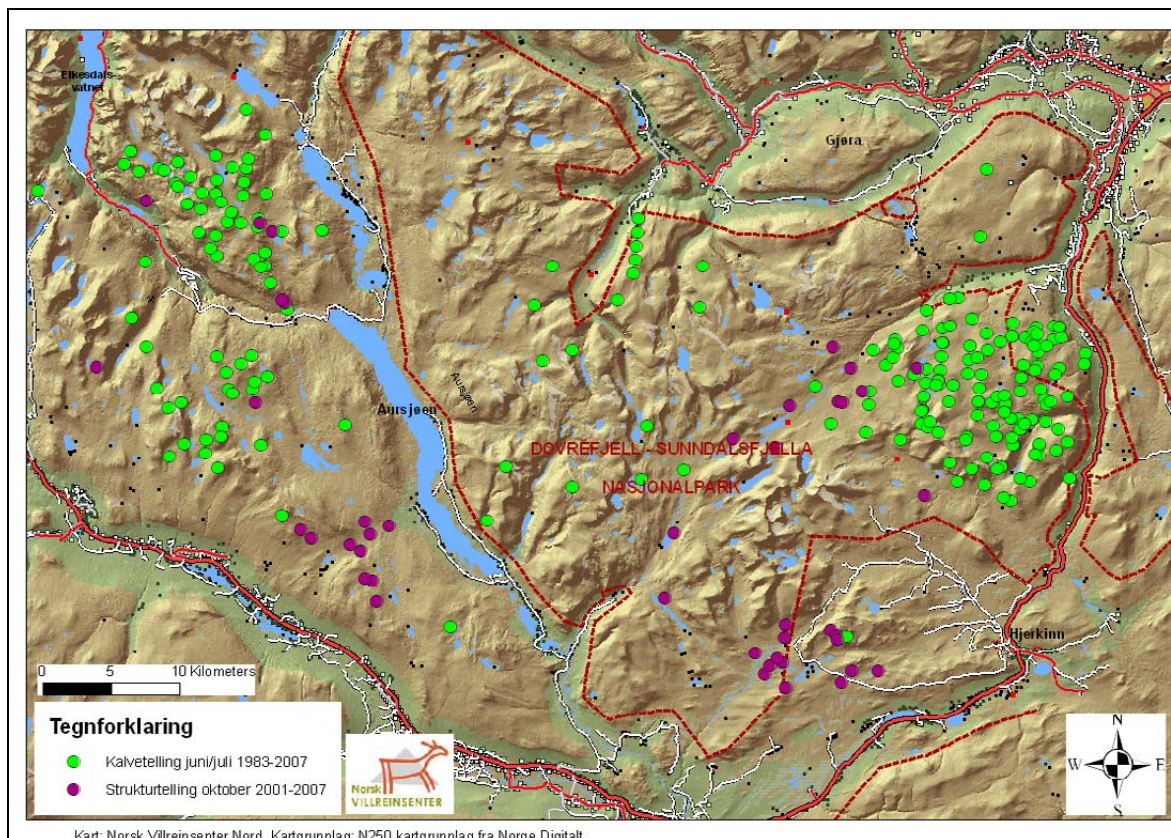 Eikesdals-
vatnet
Gjøra
Aursjøen
Aursjøen
DOVREFJELL - SUNNDALSFJELLA
NASJONALPARK
Hjerkinn
0 5 10 Kilometers
Tegnforklaring
Kalvetelling juni/juli 1983-2007
Strukturtelling oktober 2001-2007
Norsk
VILLREINSENTER
N
W E
S
Kart: Norsk Villreinsenter Nord. Kartgrunnlag: N250 kartgrunnlag fra Norge Digitalt